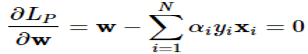 ∂L_P/∂w = w − ∑_{i=1}^{N} α_i y_i x_i = 0